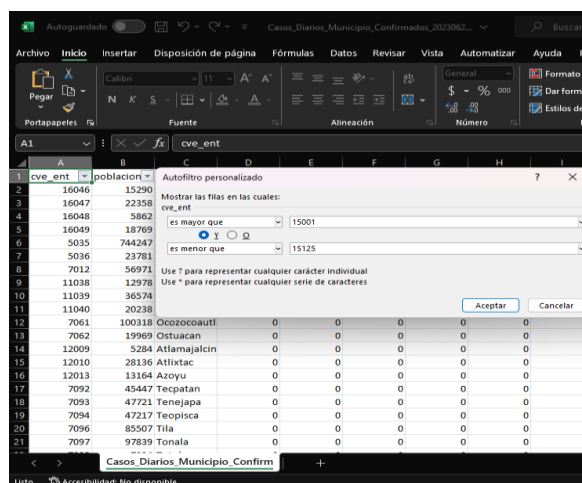 Autoguardado Casos_Diarios_Municipio_Confirmados_2023062... Buscar
Archivo Inicio Insertar Disposición de página Fórmulas Datos Revisar Vista Automatizar Ayuda
Calibri 11 A A General Formato
Pegar N K S A $ % 000 Dar form
Estilos de
Portapapeles Fuente Alineación Número
A1 fx cve_ent
A B C D E F G H
1 cve_ent poblacion
2 16046 15290
3 16047 22358
4 16048 5862
5 16049 18769
6 5035 744247
7 5036 23781
8 7012 56971
9 11038 12978
10 11039 36574
11 11040 20238
Autofiltro personalizado ? ×
Mostrar las filas en las cuales:
cve_ent
es mayor que 15001
Y O
es menor que 15125
Use ? para representar cualquier carácter individual
Use * para representar cualquier serie de caracteres
Aceptar Cancelar
12 7061 100318 Ocozocoautl 0 0 0 0 0
13 7062 19969 Ostuacan 0 0 0 0 0
14 12009 5284 Atlamajalcin 0 0 0 0 0
15 12010 28136 Atlixtac 0 0 0 0 0
16 12013 13164 Azoyu 0 0 0 0 0
17 7092 45447 Tecpatan 0 0 0 0 0
18 7093 47721 Tenejapa 0 0 0 0 0
19 7094 47217 Teopisca 0 0 0 0 0
20 7096 85507 Tila 0 0 0 0 0
21 7097 97839 Tonala 0 0 0 0 0
Casos_Diarios_Municipio_Confirm +
Listo Accesibilidad: No disponible